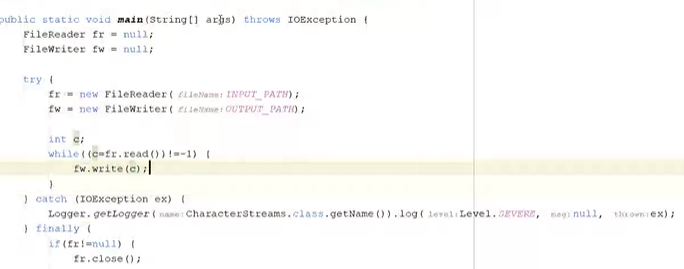 public static void main(String[] args) throws IOException {
FileReader fr = null;
FileWriter fw = null;
try {
fr = new FileReader( fileName: INPUT_PATH);
fw = new FileWriter( fileName: OUTPUT_PATH);
int c;
while((c=fr.read())!=-1) {
fw.write(c);
}
} catch (IOException ex) {
Logger.getLogger( name: CharacterStreams.class.getName()).log( level: Level.SEVERE, msg: null, thrown: ex);
} finally {
if(fr!=null) {
fr.close();